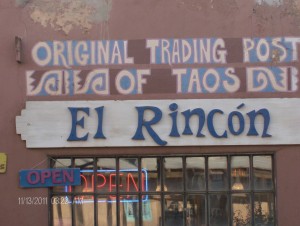 ORIGINAL TRADING POST
OF TAOS
El Rincón
OPEN
OPEN